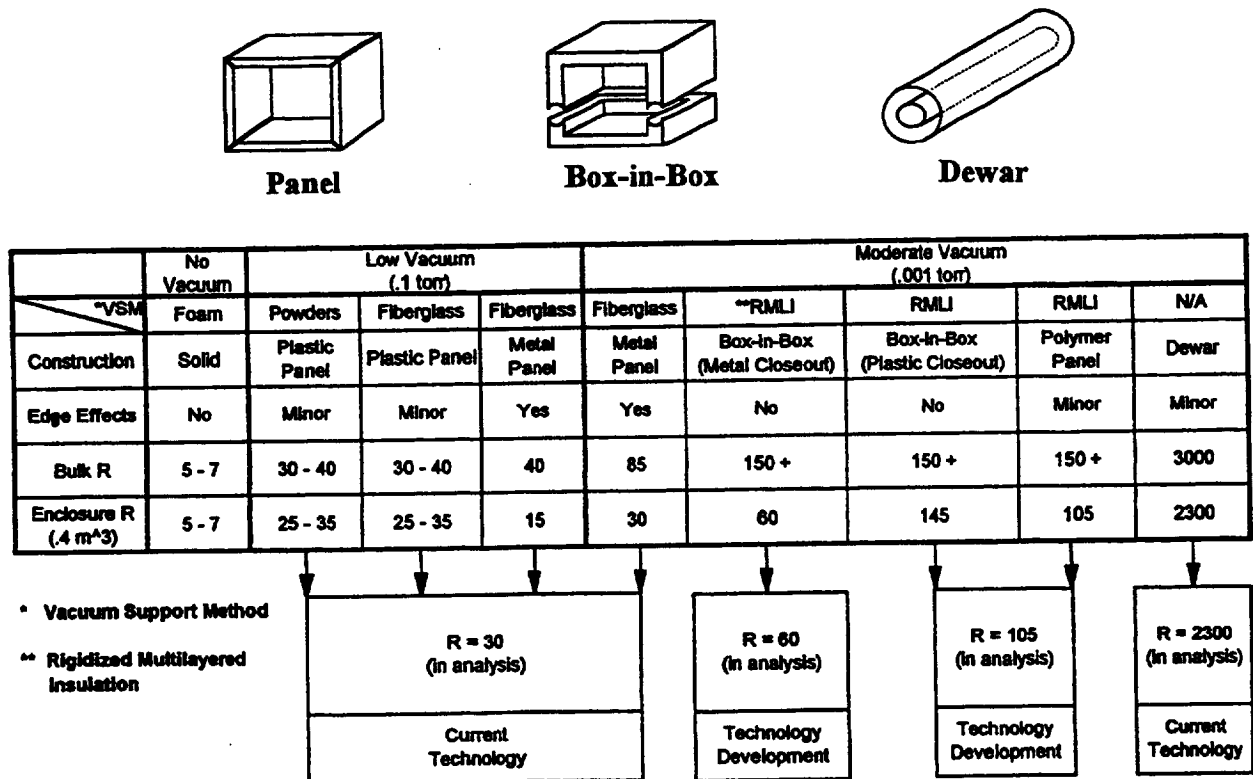 Panel
Box-in-Box
Dewar
No Vacuum
Low Vacuum (.1 torr)
Moderate Vacuum (.001 torr)
*VSM
Foam
Powders
Fiberglass
Fiberglass
Fiberglass
**RMLI
RMLI
RMLI
N/A
Construction
Solid
Plastic Panel
Plastic Panel
Metal Panel
Metal Panel
Box-in-Box (Metal Closeout)
Box-in-Box (Plastic Closeout)
Polymer Panel
Dewar
Edge Effects
No
Minor
Minor
Yes
Yes
No
No
Minor
Minor
Bulk R
5 - 7
30 - 40
30 - 40
40
85
150 +
150 +
150 +
3000
Enclosure R (.4 m^3)
5 - 7
25 - 35
25 - 35
15
30
60
145
105
2300
* Vacuum Support Method
** Rigidized Multilayered
Insulation
R = 30
(in analysis)
Current
Technology
R = 60
(in analysis)
Technology
Development
R = 105
(in analysis)
Technology
Development
R = 2300
(in analysis)
Current
Technology